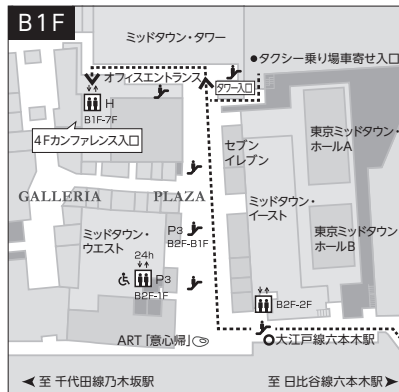 B1F
ミッドタウン・タワー
●タクシー乗り場車寄せ入口
オフィスエントランス
タワー入口
H
B1F-7F
4Fカンファレンス入口
セブン
イレブン
東京ミッドタウン・
ホールA
GALLERIA
PLAZA
ミッドタウン・
ウエスト
P3
B2F-B1F
ミッドタウン・
イースト
東京ミッドタウン
ホールB
24h
P3
B2F-1F
B2F-2F
ART「意心帰」
大江戸線六本木駅
至 千代田線乃木坂駅
至 日比谷線六本木駅